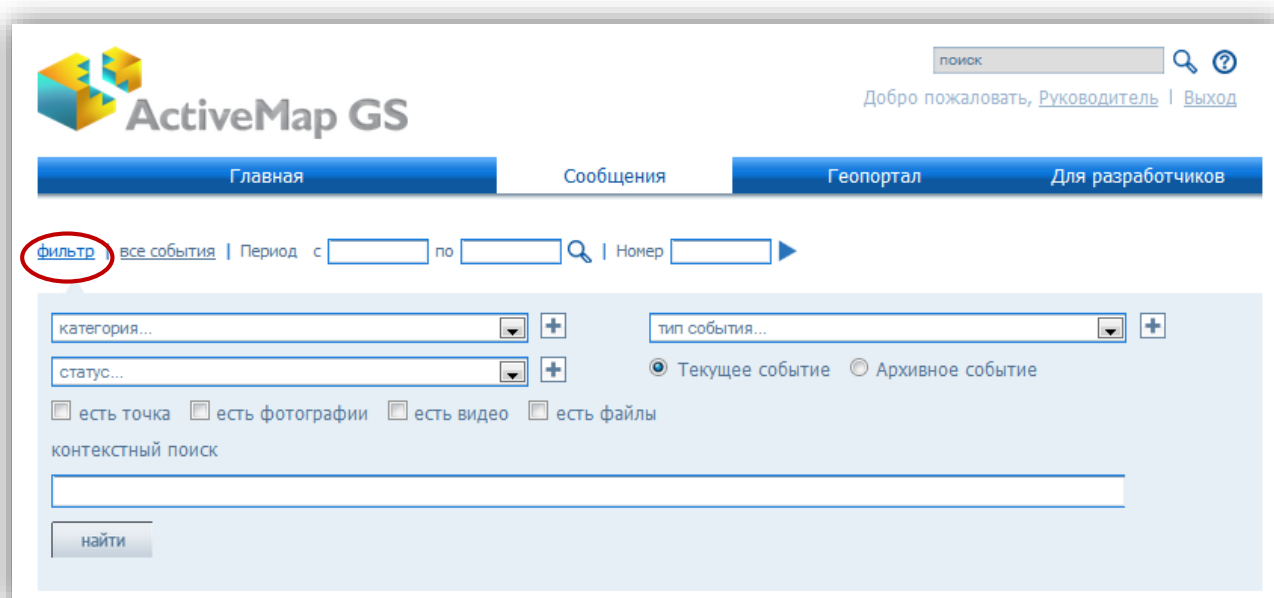 поиск
ActiveMap GS
Добро пожаловать, Руководитель | Выход
Главная Сообщения Геопортал Для разработчиков
фильтр | все события | Период с по | Номер
категория... тип события...
статус... Текущее событие Архивное событие
есть точка есть фотографии есть видео есть файлы
контекстный поиск
найти